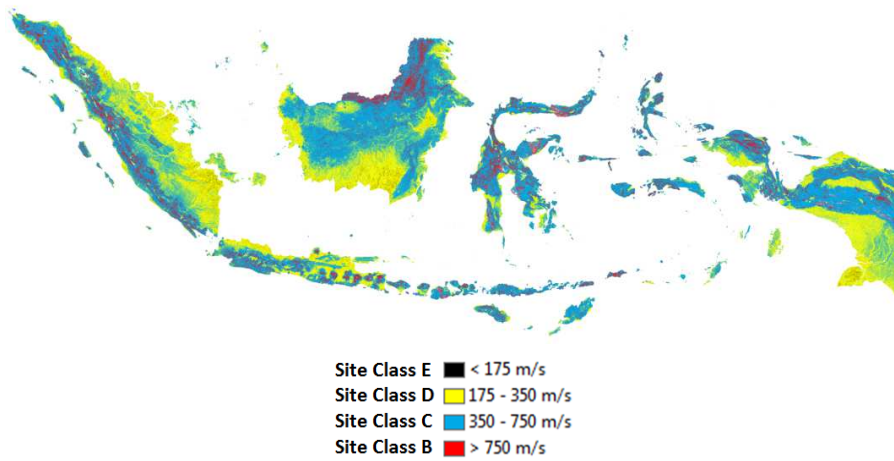 Site Class E < 175 m/s
Site Class D 175 - 350 m/s
Site Class C 350 - 750 m/s
Site Class B > 750 m/s